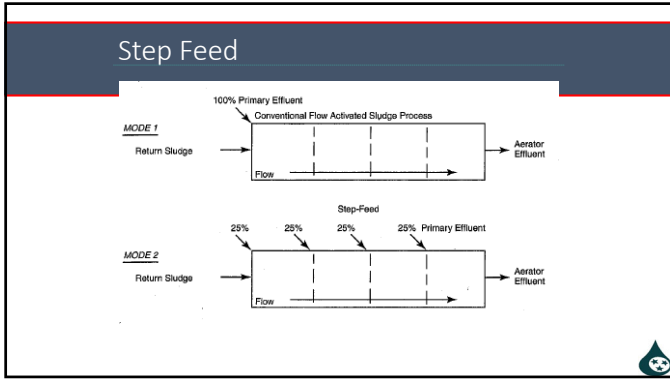 Step Feed
100% Primary Effluent
Conventional Flow Activated Sludge Process
MODE 1
Return Sludge
Aerator
Effluent
Flow
Step-Feed
25% 25% 25% 25% Primary Effluent
MODE 2
Return Sludge
Aerator
Effluent
Flow